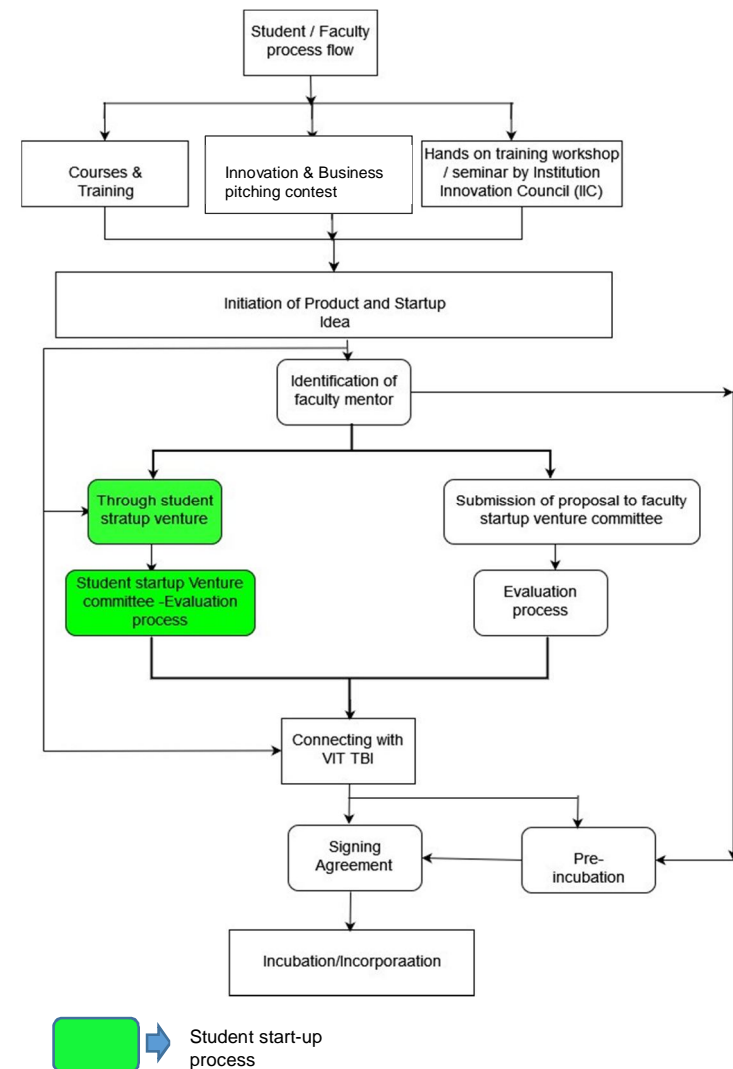 Student / Faculty
process flow
Courses &
Training
Innovation & Business
pitching contest
Hands on training workshop
/ seminar by Institution
Innovation Council (IIC)
Initiation of Product and Startup
Idea
Identification of
faculty mentor
Through student
stratup venture
Submission of proposal to faculty
startup venture committee
Student startup Venture
committee -Evaluation
process
Evaluation
process
Connecting with
VIT TBI
Signing
Agreement
Pre-
incubation
Incubation/Incorporaation
Student start-up
process